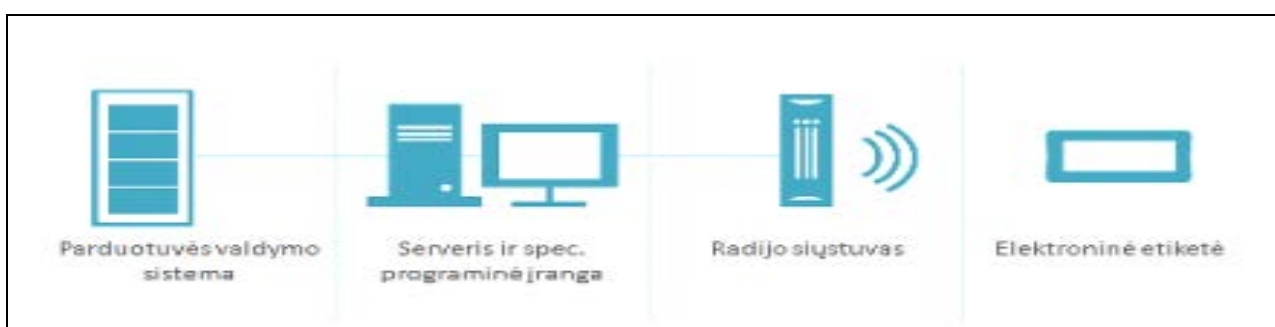 Parduotuvės valdymo
sistema
Serveris ir spec.
programinė įranga
Radijo siųstuvas
Elektroninė etiketė